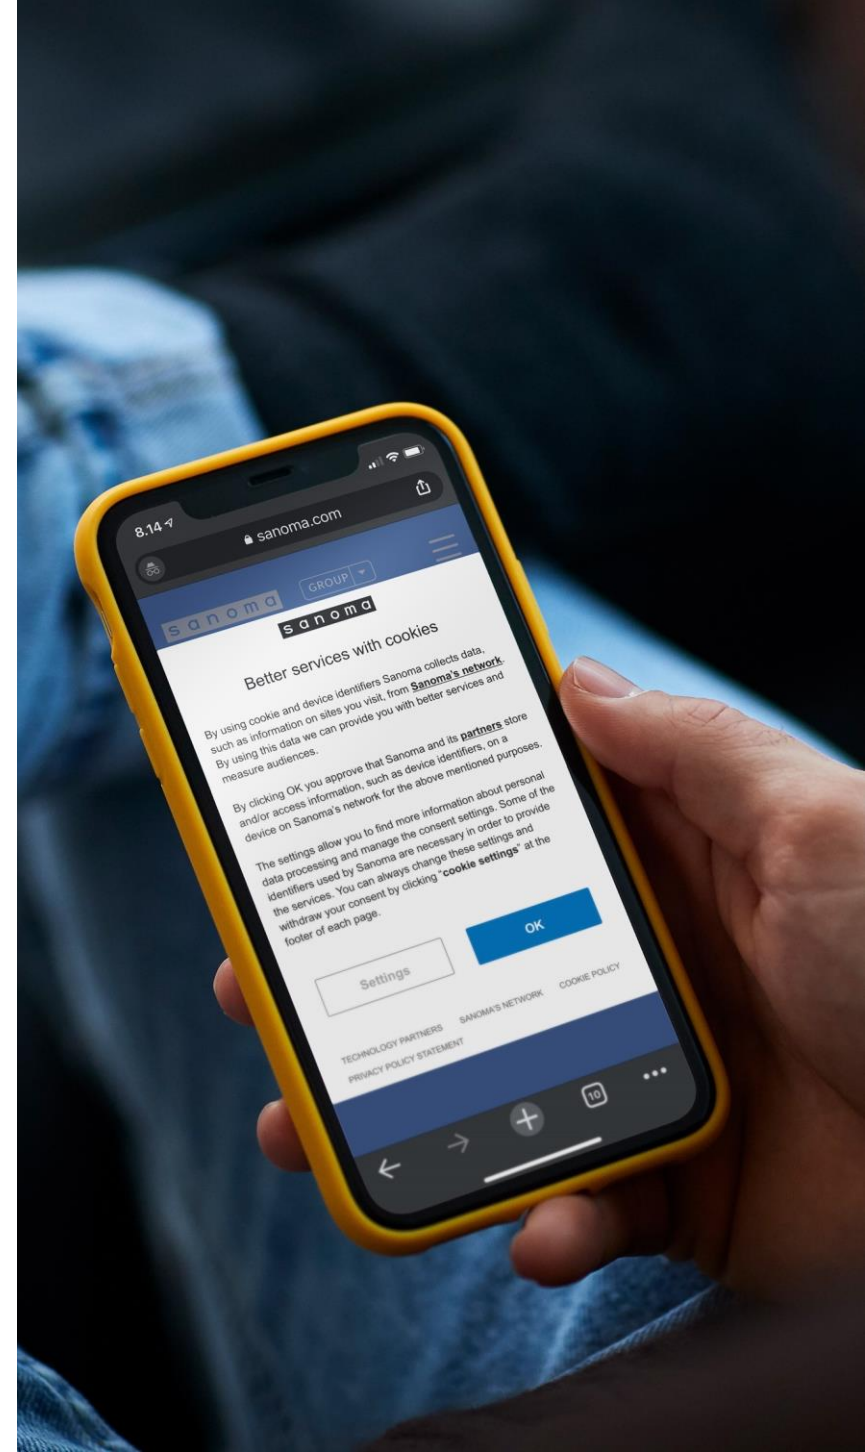 8.14
sanoma.com
sanoma
GROUP
sanoma
Better services with cookies
By using cookie and device identifiers Sanoma collects data,
such as information on sites you visit, from Sanoma's network.
By using this data we can provide you with better services and
measure audiences.
By clicking OK you approve that Sanoma and its partners store
and/or access information, such as device identifiers, on a
device on Sanoma's network for the above mentioned purposes.
The settings allow you to find more information about personal
data processing and manage the consent settings. Some of the
identifiers used by Sanoma are necessary in order to provide
the services. You can always change these settings and
withdraw your consent by clicking "cookie settings" at the
footer of each page.
Settings
OK
TECHNOLOGY PARTNERS SANOMA'S NETWORK COOKIE POLICY
PRIVACY POLICY STATEMENT
10